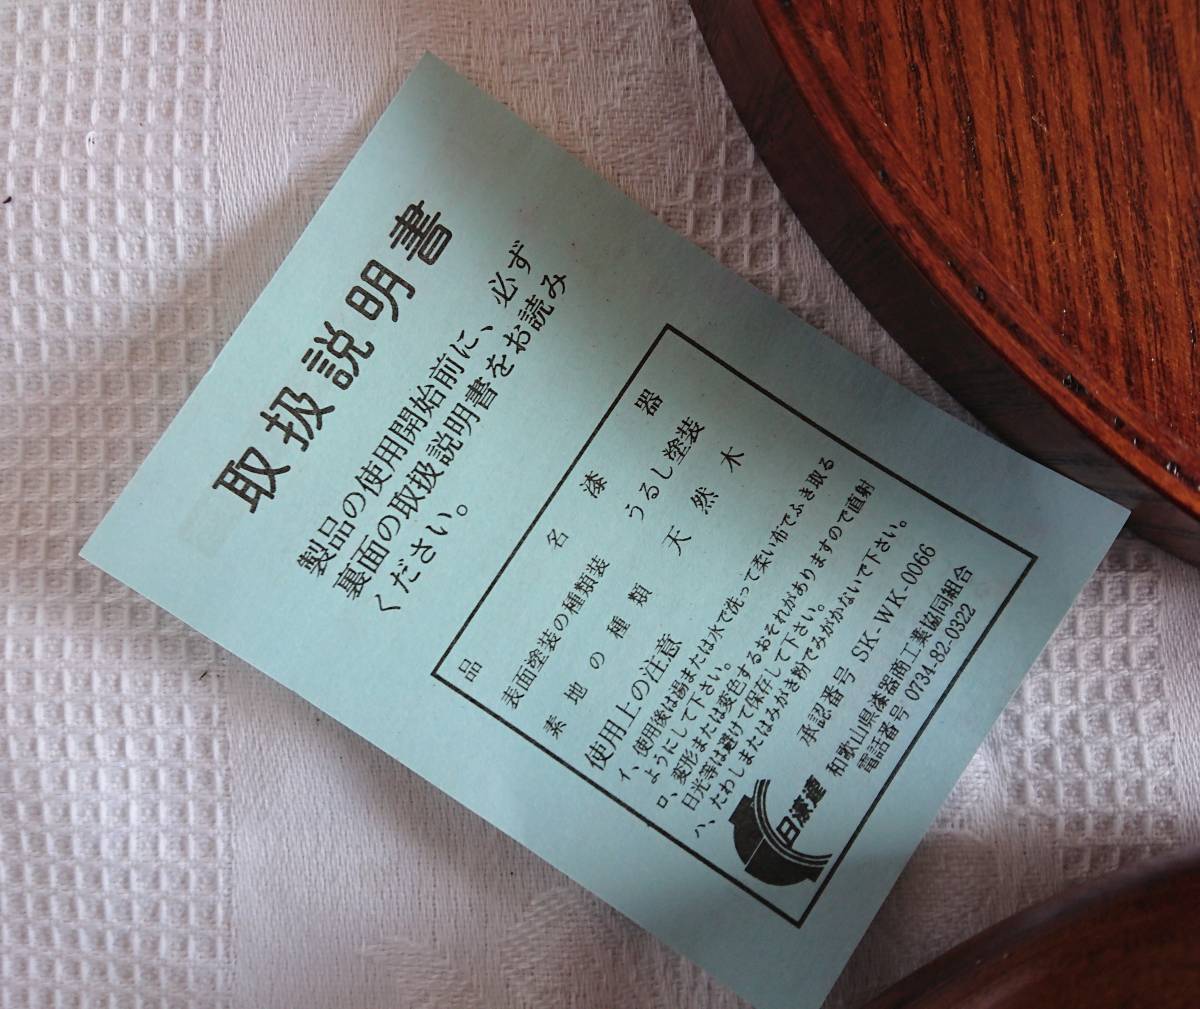 取扱説明書
製品の使用開始前に、必ず
裏面の取扱説明書をお読み
ください。
品名 漆器
表面塗装の種類装 うるし塗装
素地の種類 天然木
使用上の注意
イ、使用後は湯または水で洗って柔い布でふき取る
ようにして下さい。
ロ、変形または変色するおそれがありますので直射
日光等は避けて保存して下さい。
ハ、たわしまたはみがき粉でみがかないで下さい。
承認番号 SK-WK-0066
日漆連
和歌山県漆器商工業協同組合
電話番号 0734-82-0322